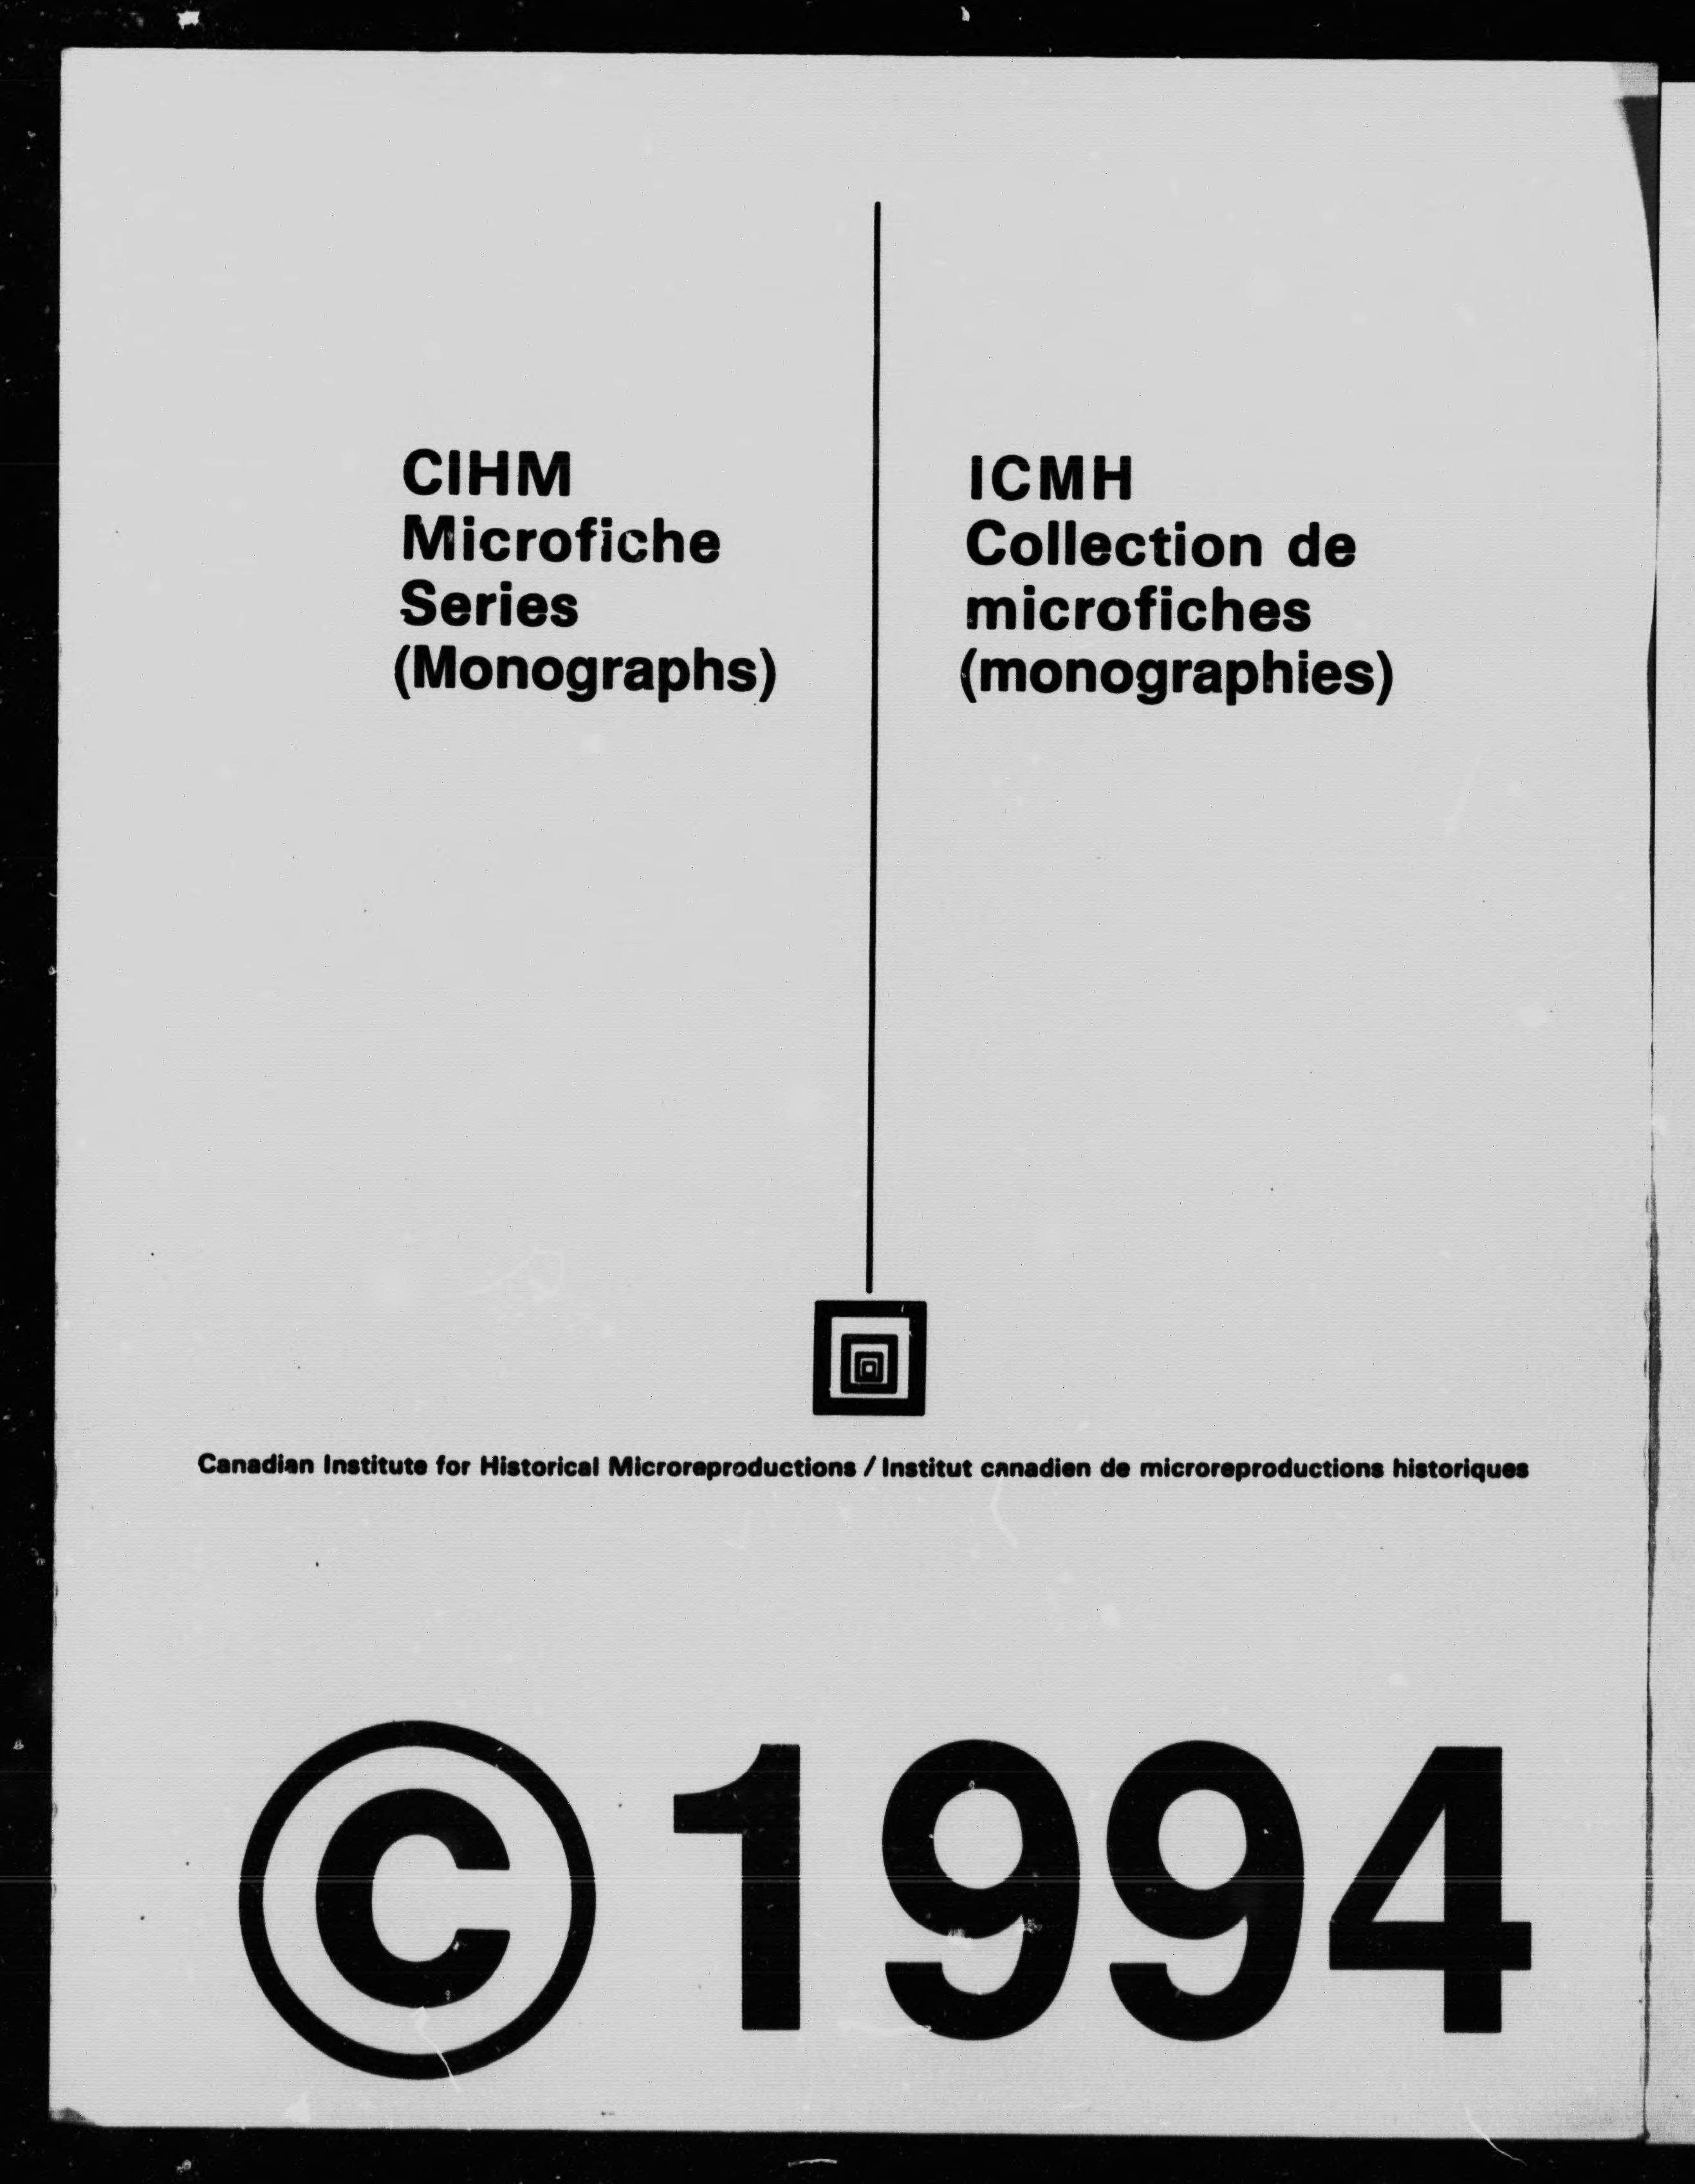 CIHM
Microfiche
Series
(Monographs)
ICMH
Collection de
microfiches
(monographies)
Canadian Institute for Historical Microreproductions / Institut canadien de microreproductions historiques
© 1994